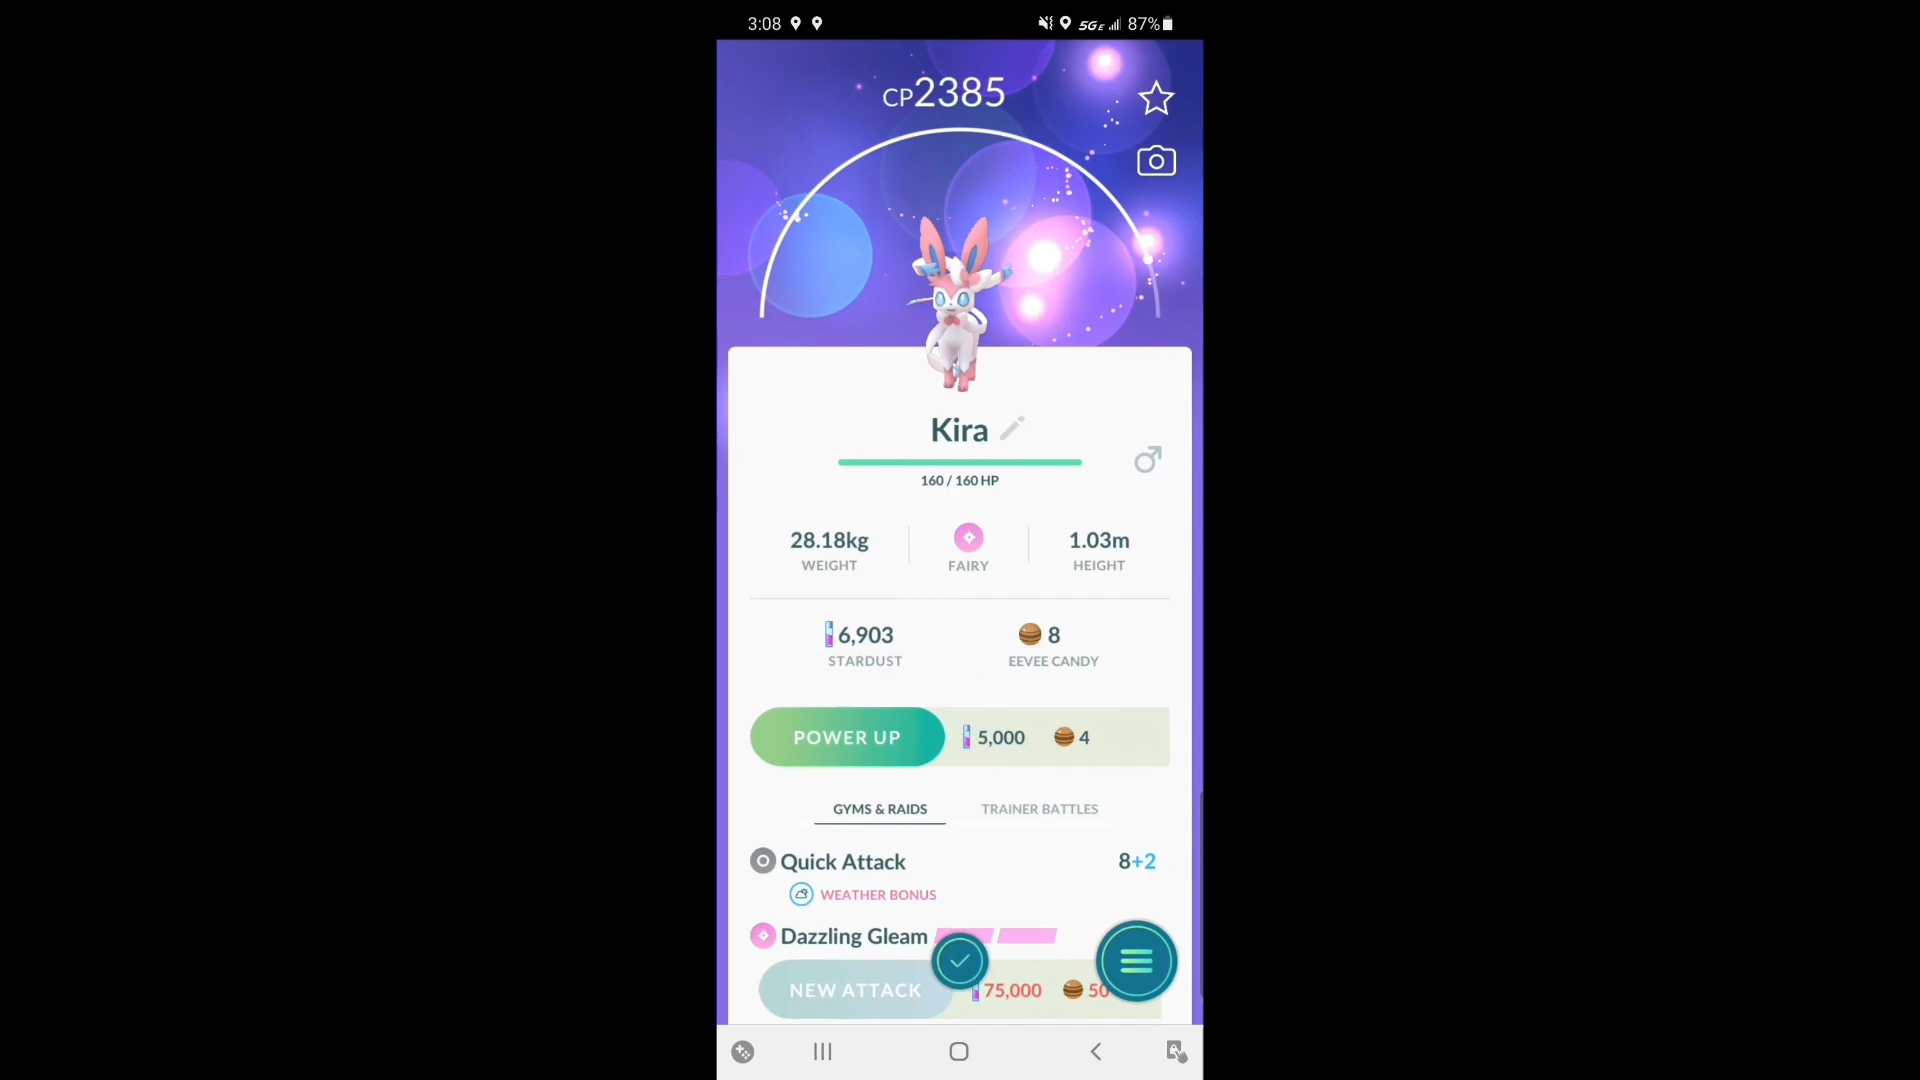 3:08 5GE 87%
CP2385
Kira
160 / 160 HP
28.18kg 1.03m
WEIGHT FAIRY HEIGHT
6,903 8
STARDUST EEVEE CANDY
POWER UP 5,000 4
GYMS & RAIDS TRAINER BATTLES
Quick Attack 8+2
WEATHER BONUS
Dazzling Gleam
NEW ATTACK 75,000 50